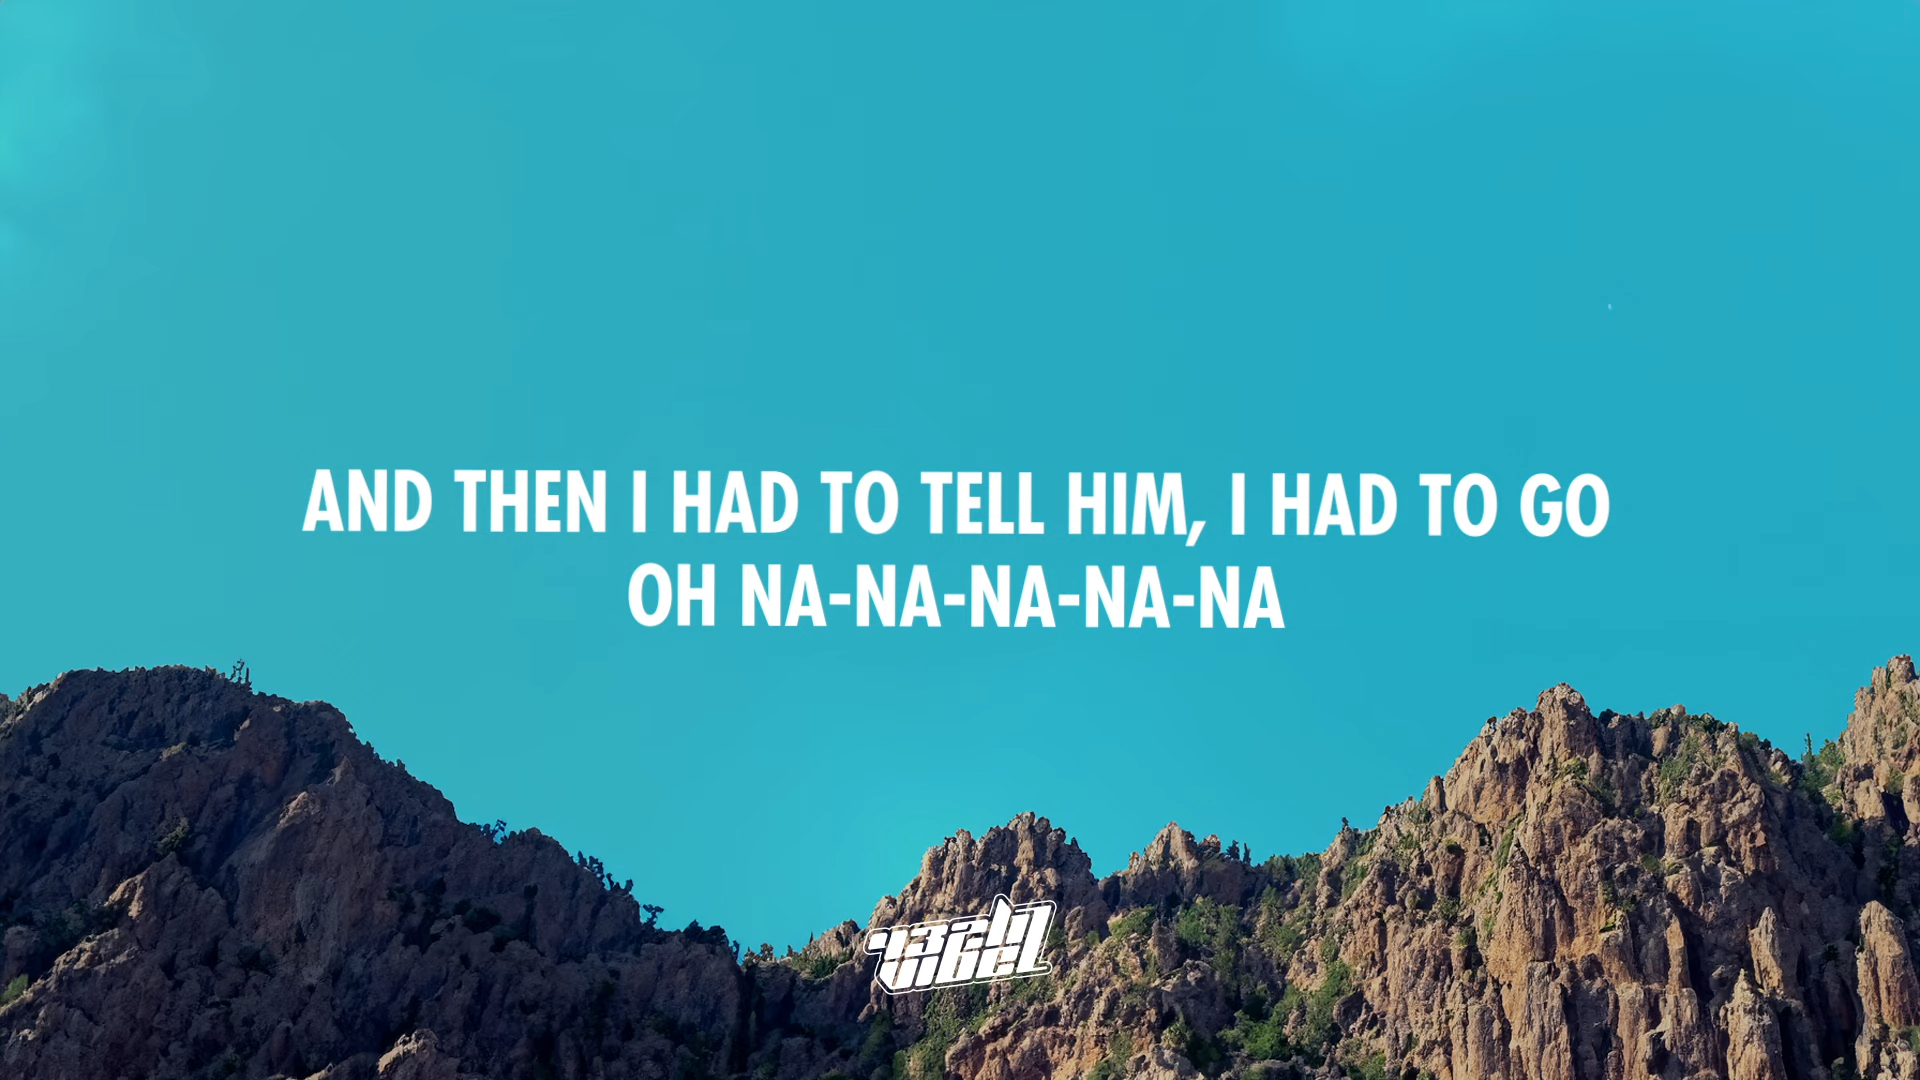 AND THEN I HAD TO TELL HIM, I HAD TO GO
OH NA-NA-NA-NA-NA